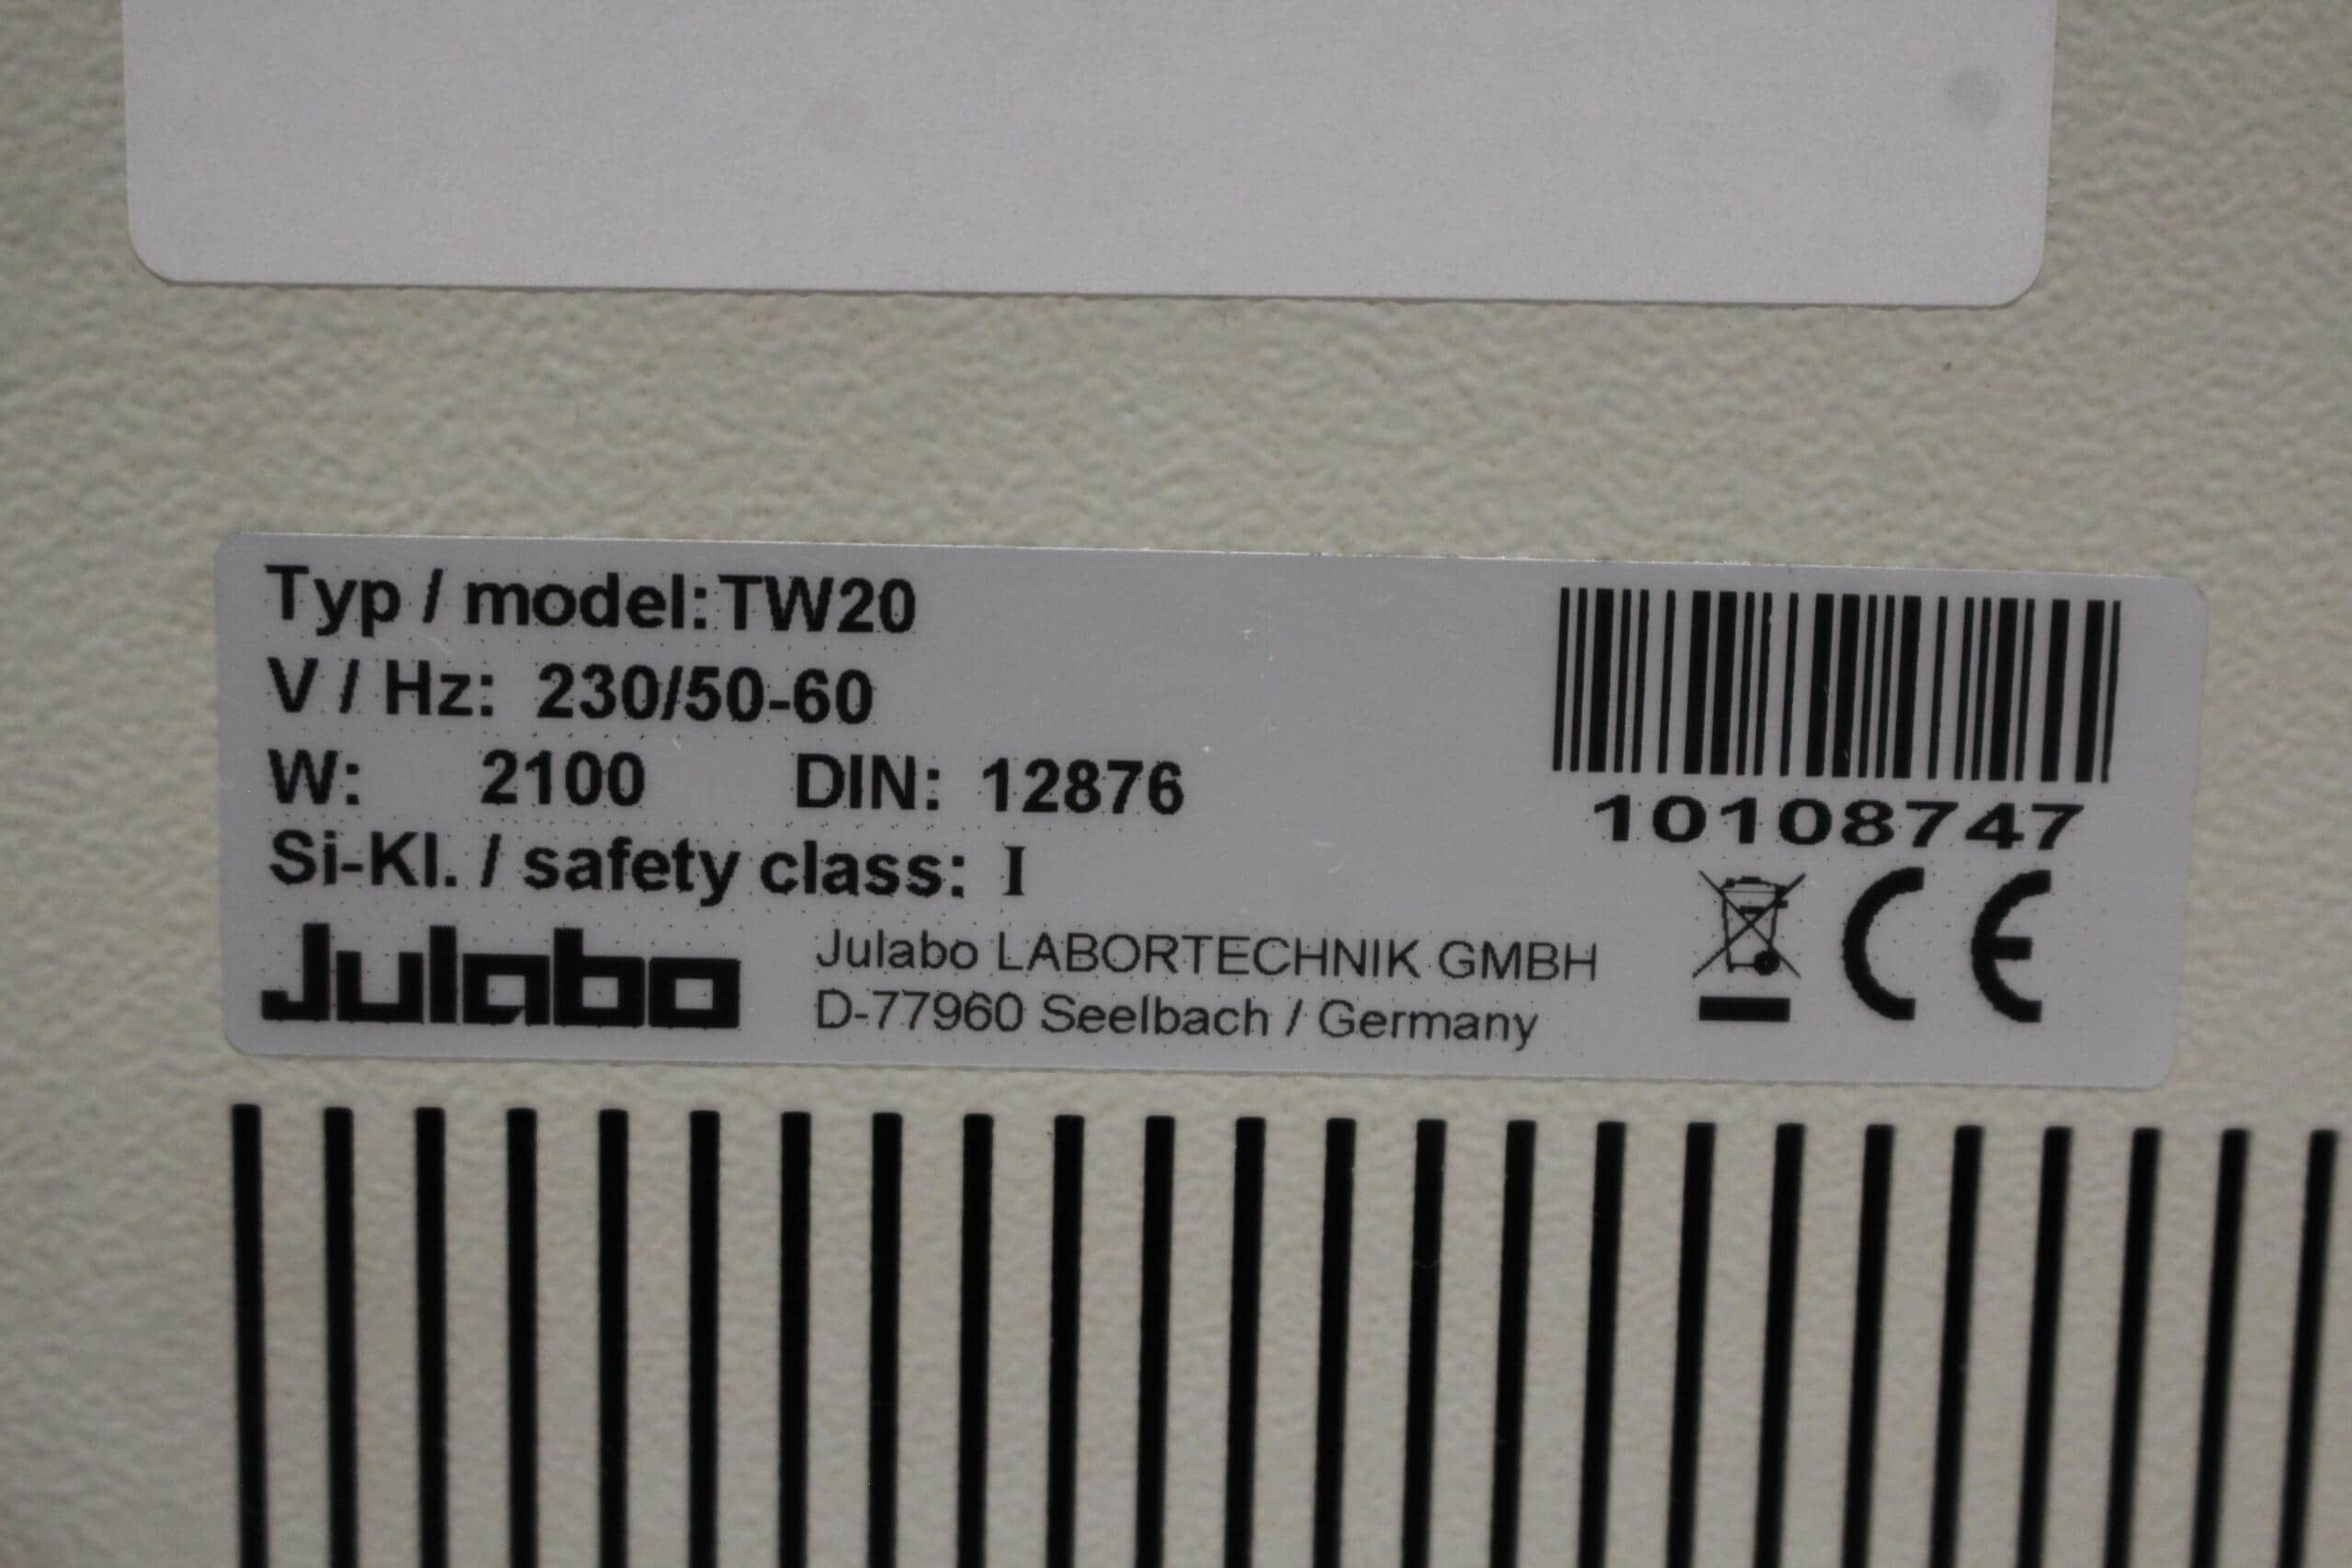 Typ / model: TW20
V / Hz: 230/50-60
W: 2100 DIN: 12876
Si-Kl. / safety class: I
10108747
CE
Julabo
Julabo LABORTECHNIK GMBH
D-77960 Seelbach / Germany